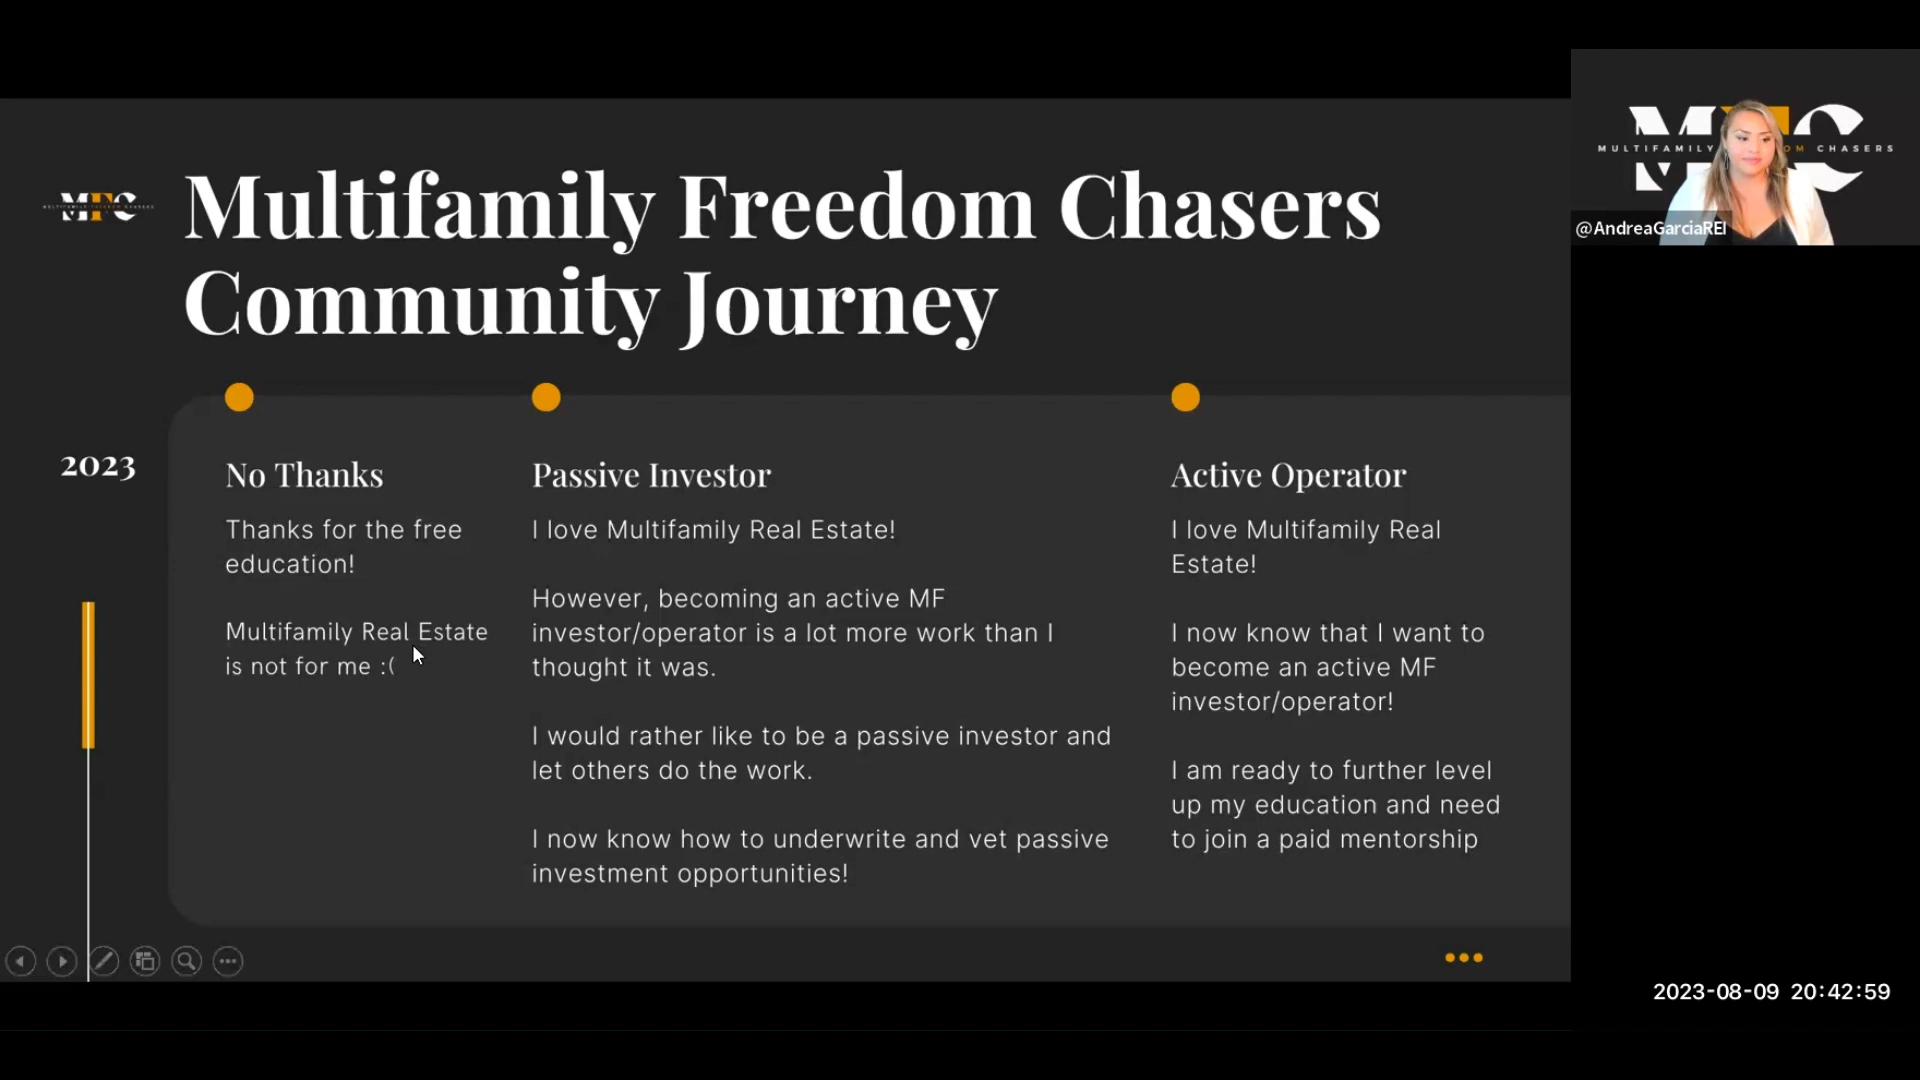 MFC
Multifamily Freedom Chasers
Community Journey
2023
No Thanks
Thanks for the free
education!
Multifamily Real Estate
is not for me :(
Passive Investor
I love Multifamily Real Estate!
However, becoming an active MF
investor/operator is a lot more work than I
thought it was.
I would rather like to be a passive investor and
let others do the work.
I now know how to underwrite and vet passive
investment opportunities!
Active Operator
I love Multifamily Real
Estate!
I now know that I want to
become an active MF
investor/operator!
I am ready to further level
up my education and need
to join a paid mentorship
MULTIFAMILY
CHASERS
@AndreaGarciaREI
2023-08-09 20:42:59